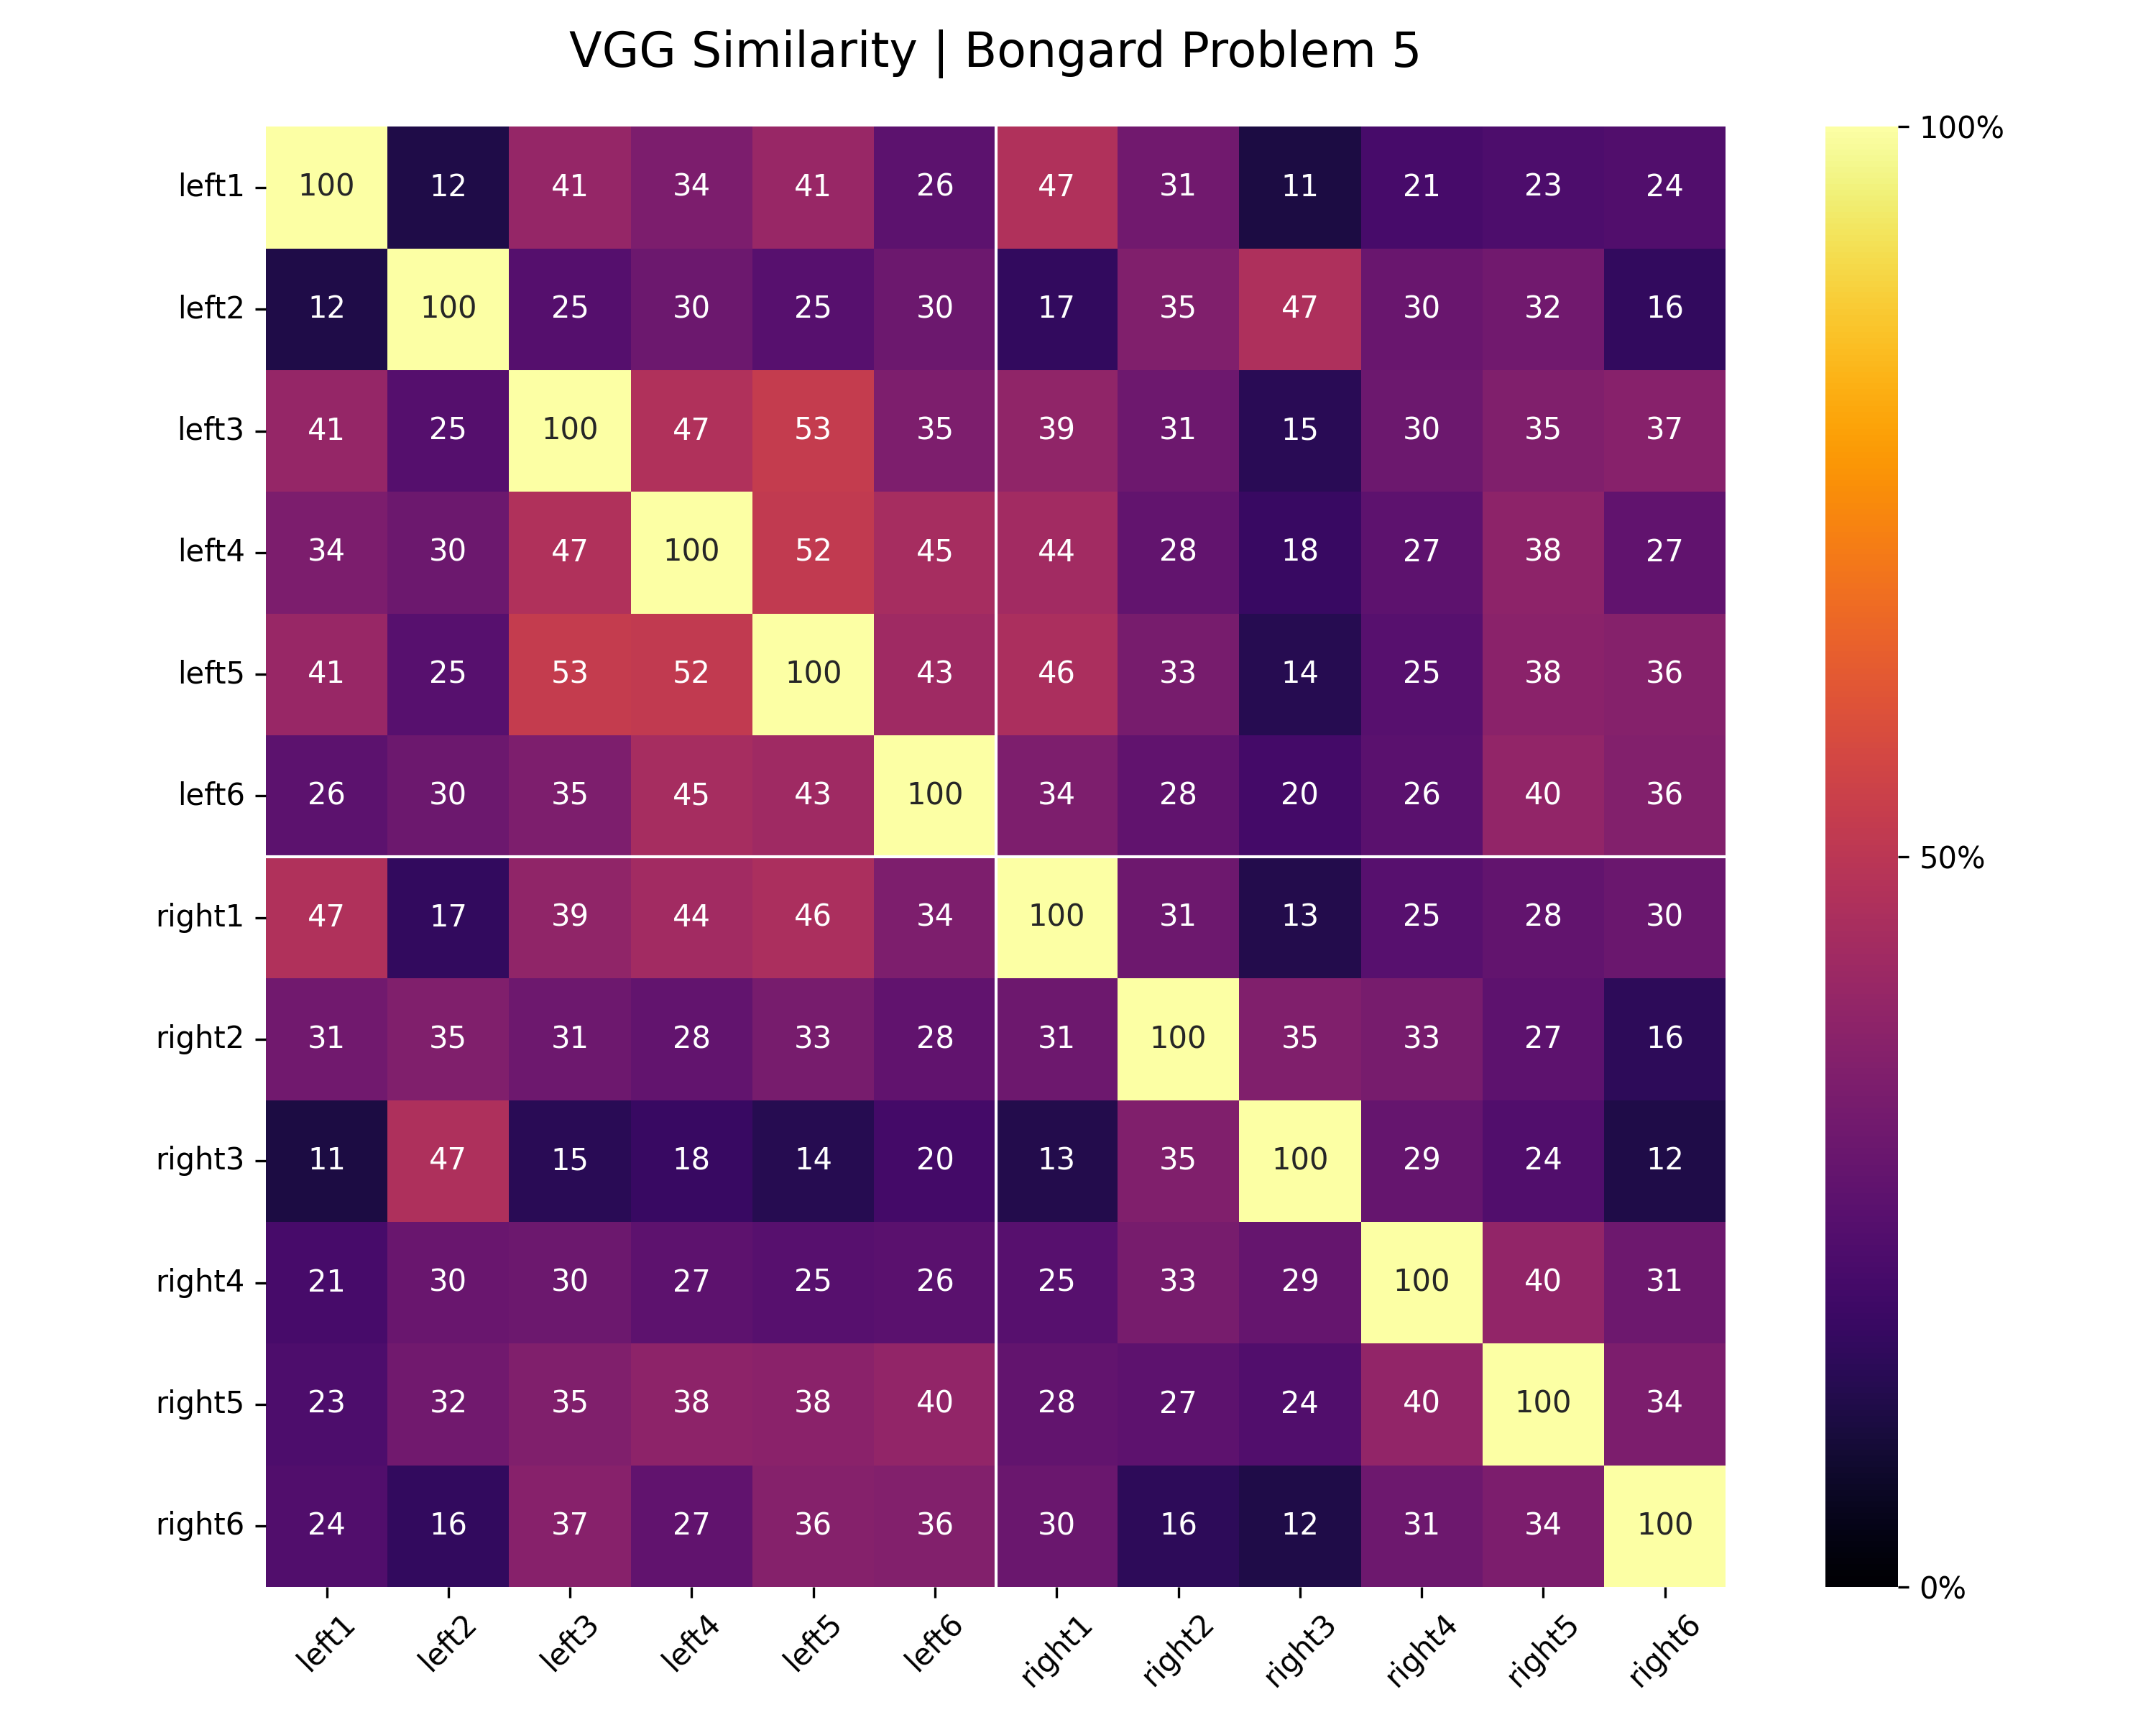 VGG Similarity | Bongard Problem 5
left1 100 12 41 34 41 26 47 31 11 21 23 24
left2 12 100 25 30 25 30 17 35 47 30 32 16
left3 41 25 100 47 53 35 39 31 15 30 35 37
left4 34 30 47 100 52 45 44 28 18 27 38 27
left5 41 25 53 52 100 43 46 33 14 25 38 36
left6 26 30 35 45 43 100 34 28 20 26 40 36
right1 47 17 39 44 46 34 100 31 13 25 28 30
right2 31 35 31 28 33 28 31 100 35 33 27 16
right3 11 47 15 18 14 20 13 35 100 29 24 12
right4 21 30 30 27 25 26 25 33 29 100 40 31
right5 23 32 35 38 38 40 28 27 24 40 100 34
right6 24 16 37 27 36 36 30 16 12 31 34 100
left1 left2 left3 left4 left5 left6 right1 right2 right3 right4 right5 right6
100%
50%
0%